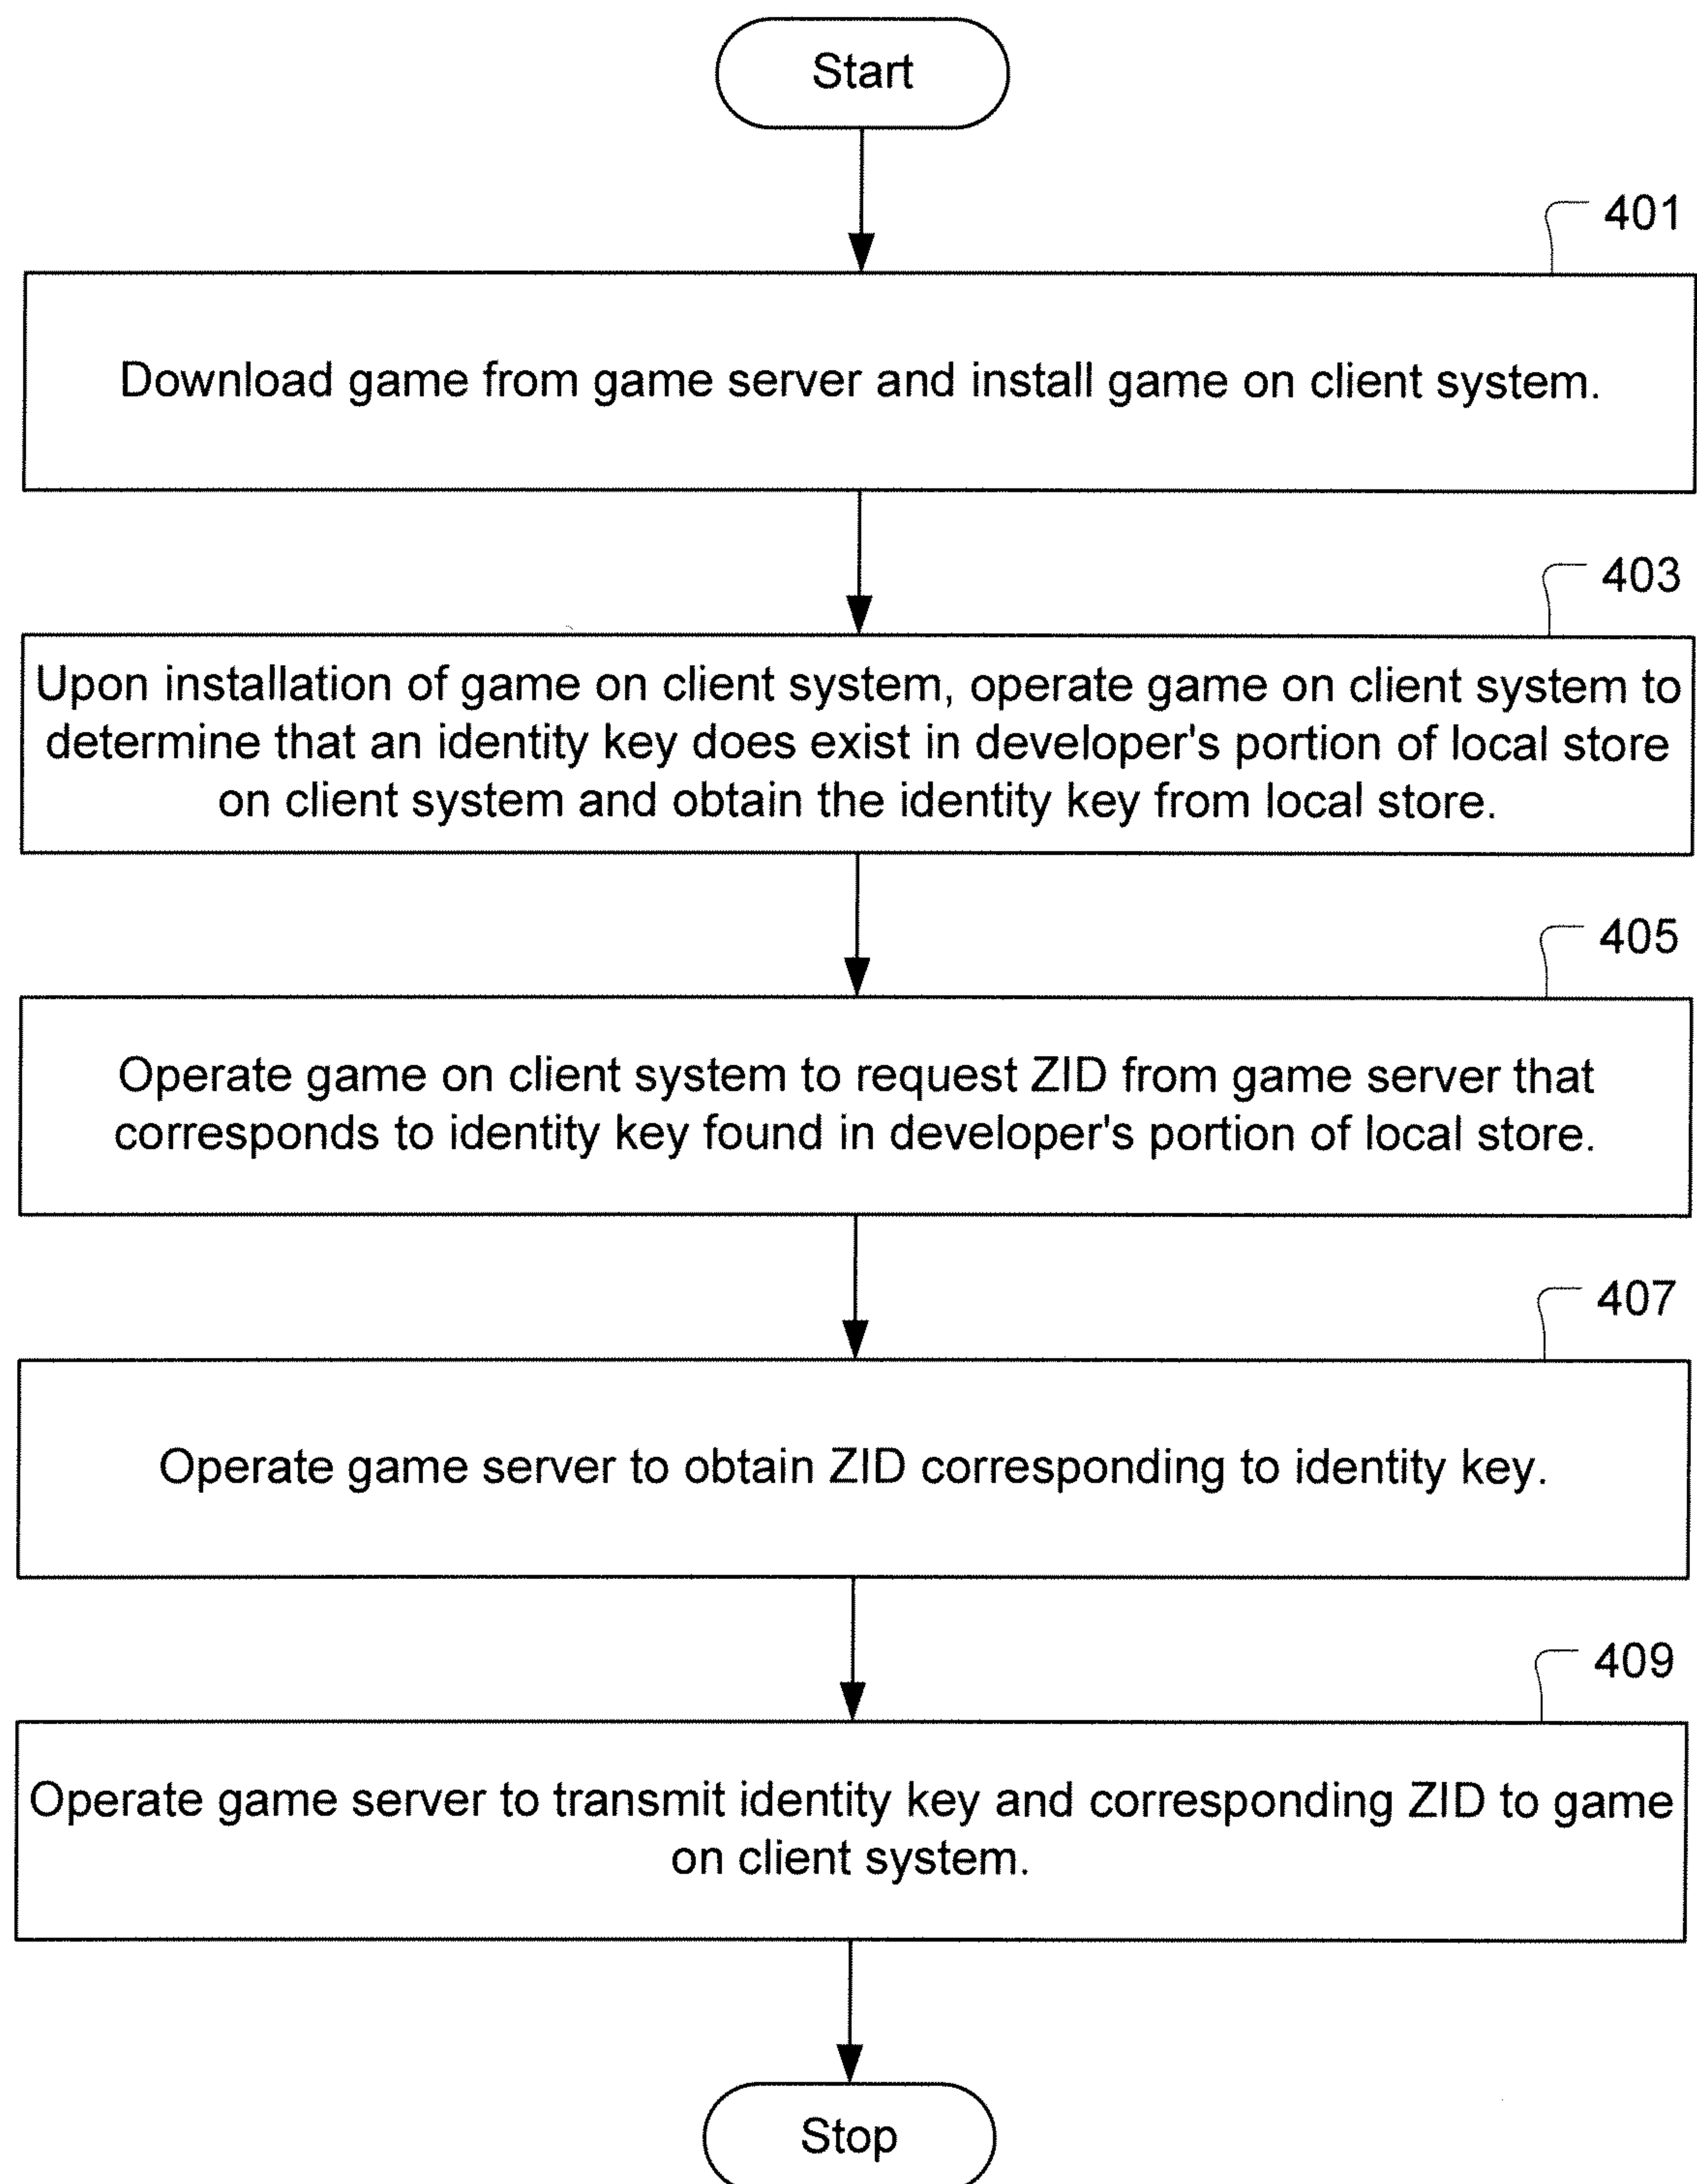 Start
401
Download game from game server and install game on client system.
403
Upon installation of game on client system, operate game on client system to
determine that an identity key does exist in developer's portion of local store
on client system and obtain the identity key from local store.
405
Operate game on client system to request ZID from game server that
corresponds to identity key found in developer's portion of local store.
407
Operate game server to obtain ZID corresponding to identity key.
409
Operate game server to transmit identity key and corresponding ZID to game
on client system.
Stop